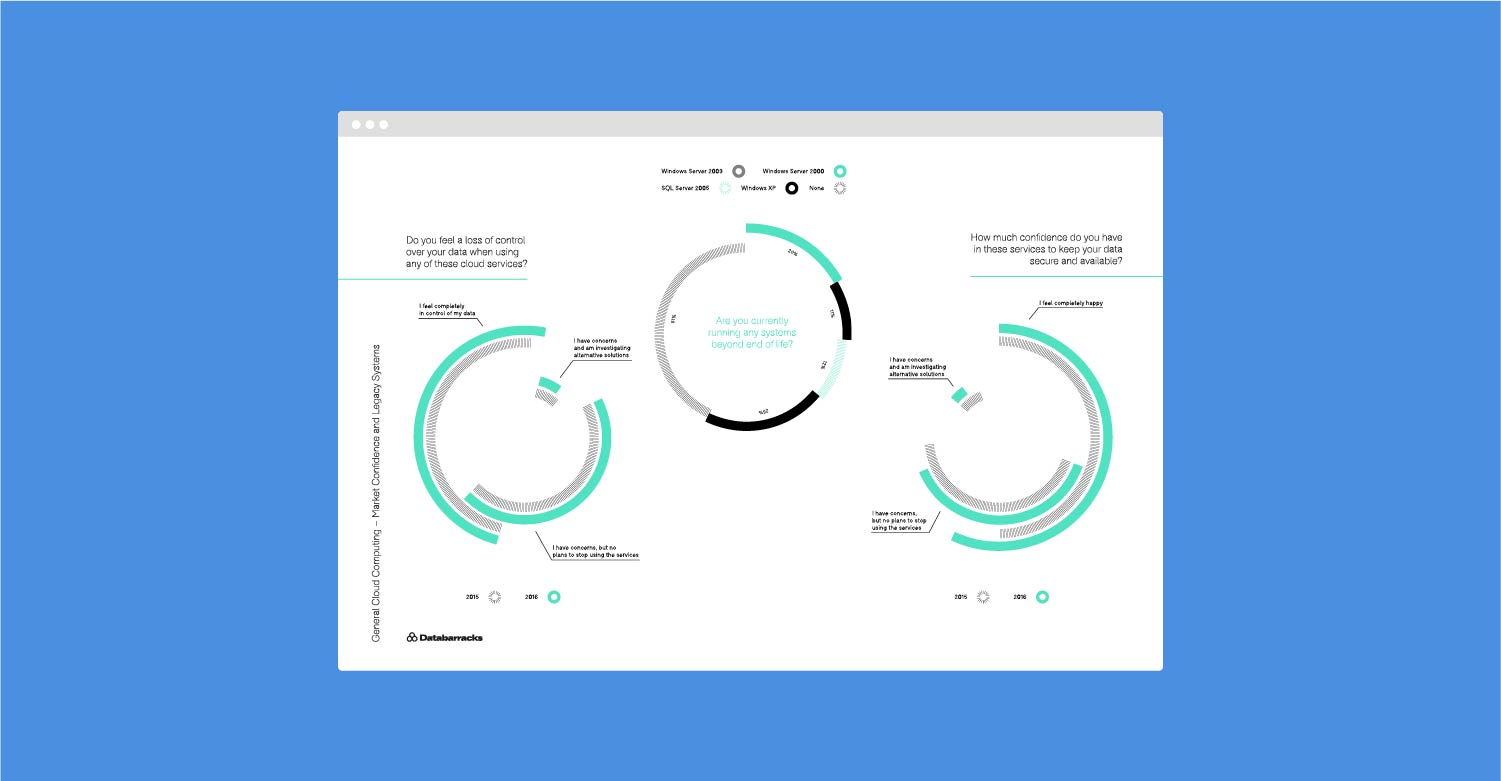 Windows Server 2003
Windows Server 2000
SQL Server 2005
Windows XP
None
Do you feel a loss of control
over your data when using
any of these cloud services?
How much confidence do you have
in these services to keep your data
secure and available?
20%
Are you currently
running any systems
beyond end of life?
I feel completely
in control of my data
I have concerns
and am investigating
alternative solutions
I have concerns, but no
plans to stop using the services
I feel completely happy
I have concerns
and am investigating
alternative solutions
I have concerns,
but no plans to stop
using the services
2015
2016
2015
2016
General Cloud Computing – Market Confidence and Legacy Systems
Databarracks